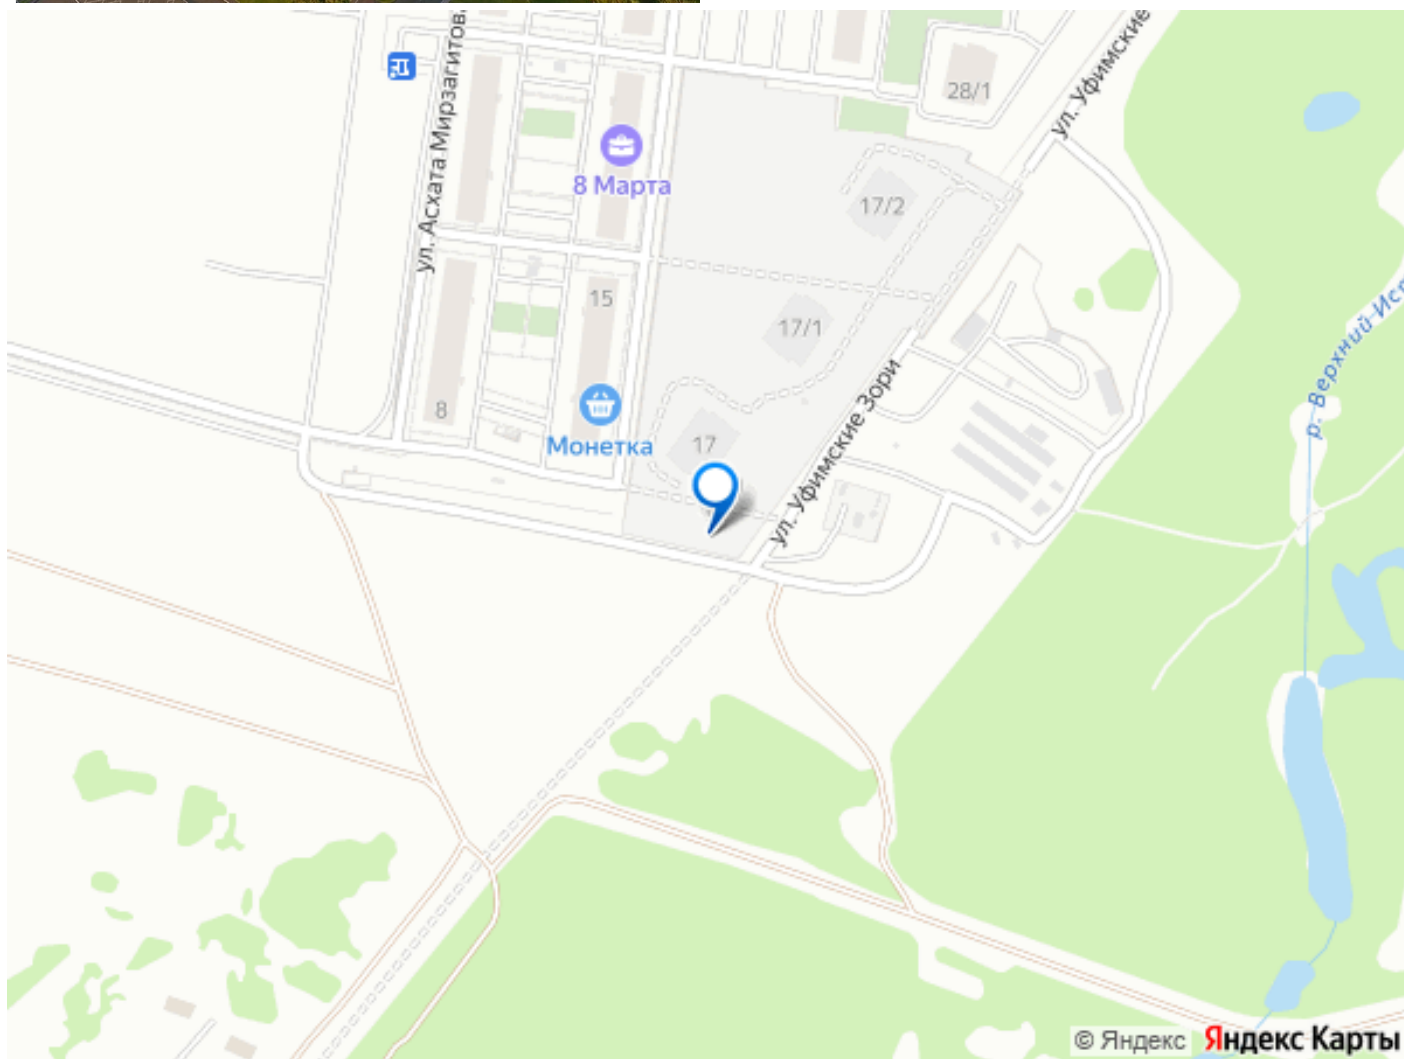 ул. Асхата Мирзагитов
ул. Уфимские
28/1
8 Марта
17/2
15
17/1
р. Верхний Ис
8
Монетка
17
ул. Уфимские Зори
© Яндекс Яндекс Карты